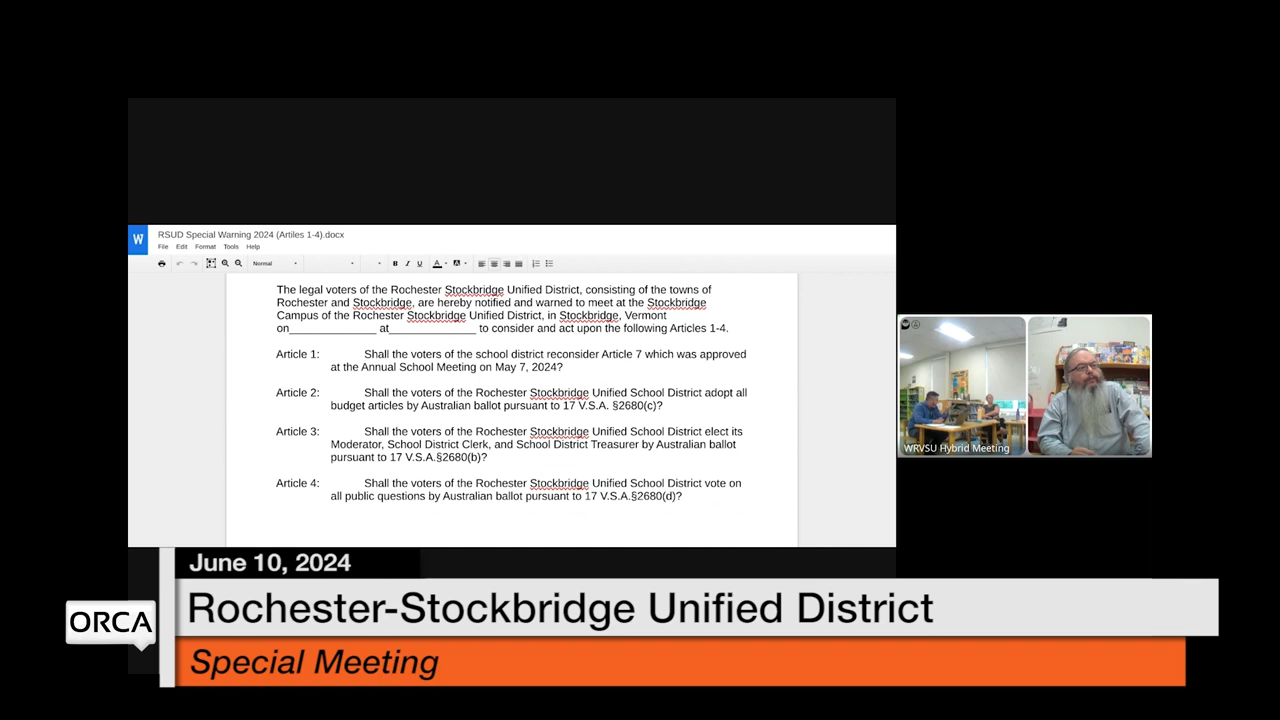 RSUD Special Warning 2024 (Artiles 1-4).docx
File Edit Format Tools Help
Normal
B I U A A
The legal voters of the Rochester Stockbridge Unified District, consisting of the towns of
Rochester and Stockbridge, are hereby notified and warned to meet at the Stockbridge
Campus of the Rochester Stockbridge Unified District, in Stockbridge, Vermont
on________________ at______________ to consider and act upon the following Articles 1-4.
Article 1: Shall the voters of the school district reconsider Article 7 which was approved
at the Annual School Meeting on May 7, 2024?
Article 2: Shall the voters of the Rochester Stockbridge Unified School District adopt all
budget articles by Australian ballot pursuant to 17 V.S.A. §2680(c)?
Article 3: Shall the voters of the Rochester Stockbridge Unified School District elect its
Moderator, School District Clerk, and School District Treasurer by Australian ballot
pursuant to 17 V.S.A.§2680(b)?
Article 4: Shall the voters of the Rochester Stockbridge Unified School District vote on
all public questions by Australian ballot pursuant to 17 V.S.A.§2680(d)?
WRVSU Hybrid Meeting
June 10, 2024
Rochester-Stockbridge Unified District
ORCA
Special Meeting